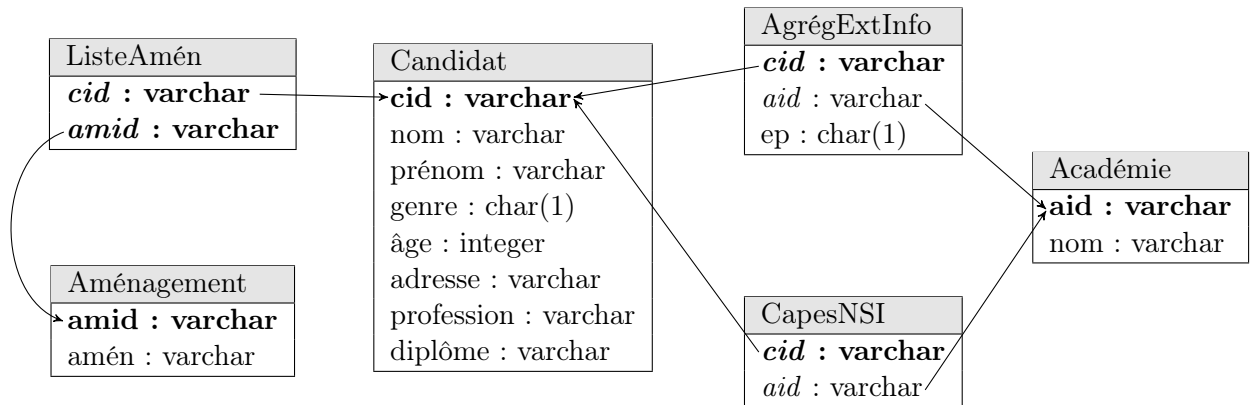 ListeAmén
cid : varchar
amid : varchar
Aménagement
amid : varchar
amén : varchar
Candidat
cid : varchar
nom : varchar
prénom : varchar
genre : char(1)
âge : integer
adresse : varchar
profession : varchar
diplôme : varchar
AgrégExtInfo
cid : varchar
aid : varchar
ep : char(1)
CapesNSI
cid : varchar
aid : varchar
Académie
aid : varchar
nom : varchar